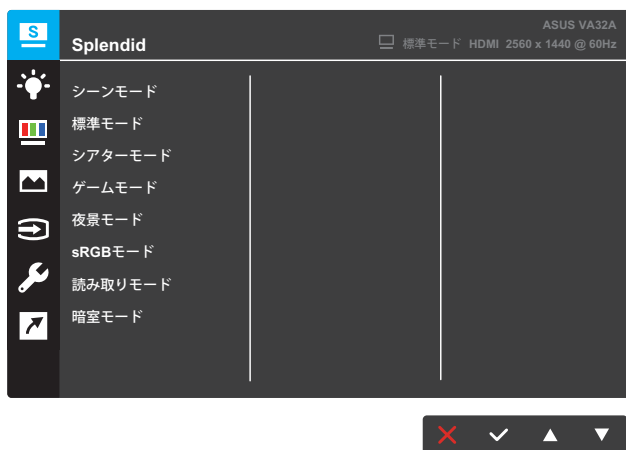 S
Splendid
ASUS VA32A
標準モード HDMI 2560 x 1440 @ 60Hz
シーンモード
標準モード
シアターモード
ゲームモード
夜景モード
sRGBモード
読み取りモード
暗室モード